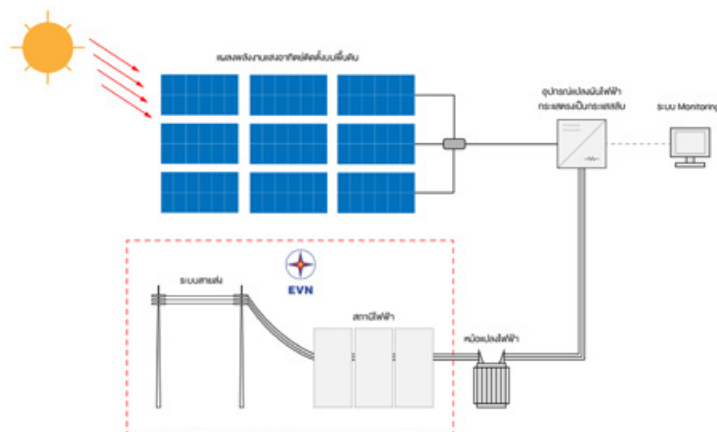 แผงพลังงานแสงอาทิตย์ติดตั้งบนพื้นดิน
อุปกรณ์แปลงผันไฟฟ้า
กระแสตรงเป็นกระแสสลับ
ระบบ Monitoring
ระบบสายส่ง
EVN
สถานีไฟฟ้า
หม้อแปลงไฟฟ้า